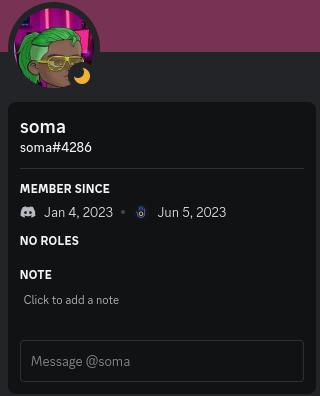 soma
soma#4286
MEMBER SINCE
Jan 4, 2023 • Jun 5, 2023
NO ROLES
NOTE
Click to add a note
Message @soma